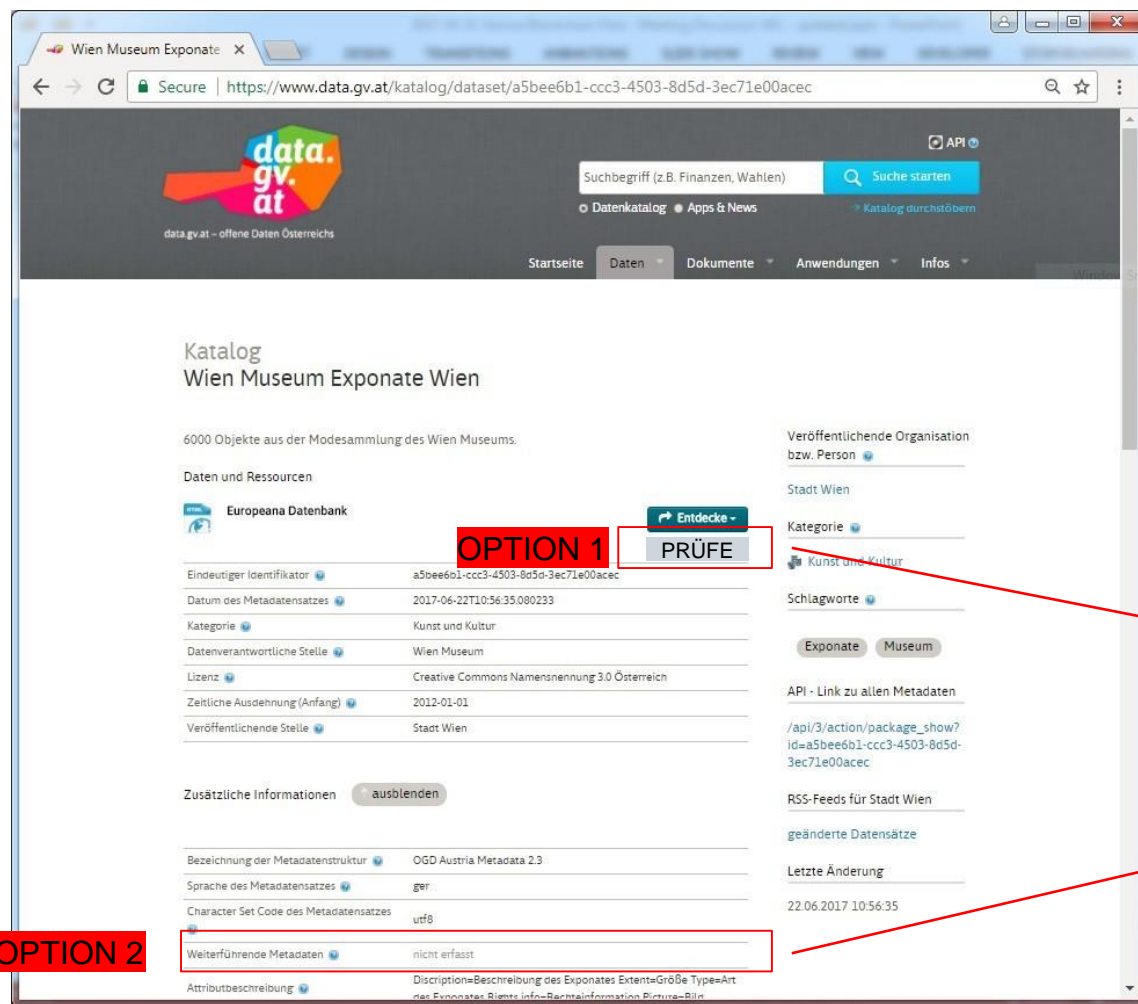 Wien Museum Exponate
Secure | https://www.data.gv.at/katalog/dataset/a5bee6b1-ccc3-4503-8d5d-3ec71e00acec
data.
gv.
at
data.gv.at – offene Daten Österreichs
API
Suchbegriff (z.B. Finanzen, Wahlen)
Suche starten
Datenkatalog Apps & News
Katalog durchstöbern
Startseite Daten Dokumente Anwendungen Infos
Katalog
Wien Museum Exponate Wien
6000 Objekte aus der Modesammlung des Wien Museums.
Daten und Ressourcen
Europeana Datenbank
Entdecke
OPTION 1
PRÜFE
Eindeutiger Identifikator a5bee6b1-ccc3-4503-8d5d-3ec71e00acec
Datum des Metadatensatzes 2017-06-22T10:56:35.080233
Kategorie Kunst und Kultur
Datenverantwortliche Stelle Wien Museum
Lizenz Creative Commons Namensnennung 3.0 Österreich
Zeitliche Ausdehnung (Anfang) 2012-01-01
Veröffentlichende Stelle Stadt Wien
Zusätzliche Informationen ausblenden
Bezeichnung der Metadatenstruktur OGD Austria Metadata 2.3
Sprache des Metadatensatzes ger
Character Set Code des Metadatensatzes utf8
OPTION 2
Weiterführende Metadaten nicht erfasst
Attributbeschreibung Discription=Beschreibung des Exponates Extent=Größe Type=Art
des Exponates Rights info=Rechteinformation Picture=Bild
Veröffentlichende Organisation
bzw. Person
Stadt Wien
Kategorie
Kunst und Kultur
Schlagworte
Exponate Museum
API - Link zu allen Metadaten
/api/3/action/package_show?
id=a5bee6b1-ccc3-4503-8d5d-
3ec71e00acec
RSS-Feeds für Stadt Wien
geänderte Datensätze
Letzte Änderung
22.06.2017 10:56:35